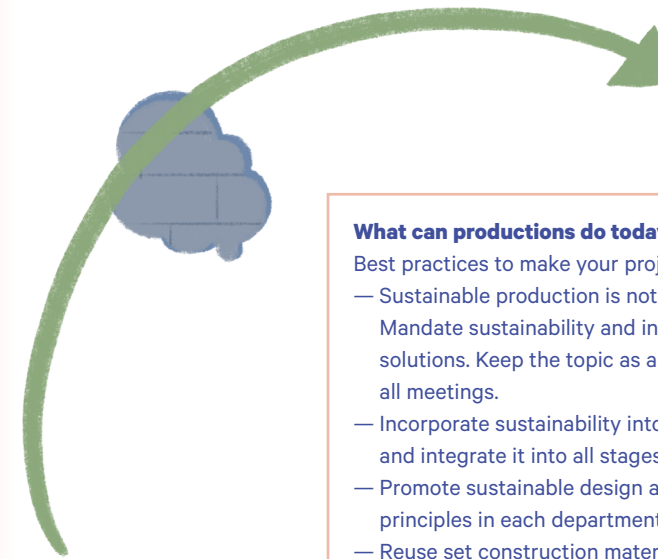 What can productions do today
Best practices to make your proj
— Sustainable production is not
Mandate sustainability and in
solutions. Keep the topic as a
all meetings.
— Incorporate sustainability into
and integrate it into all stages
— Promote sustainable design a
principles in each department
— Reuse set construction mater